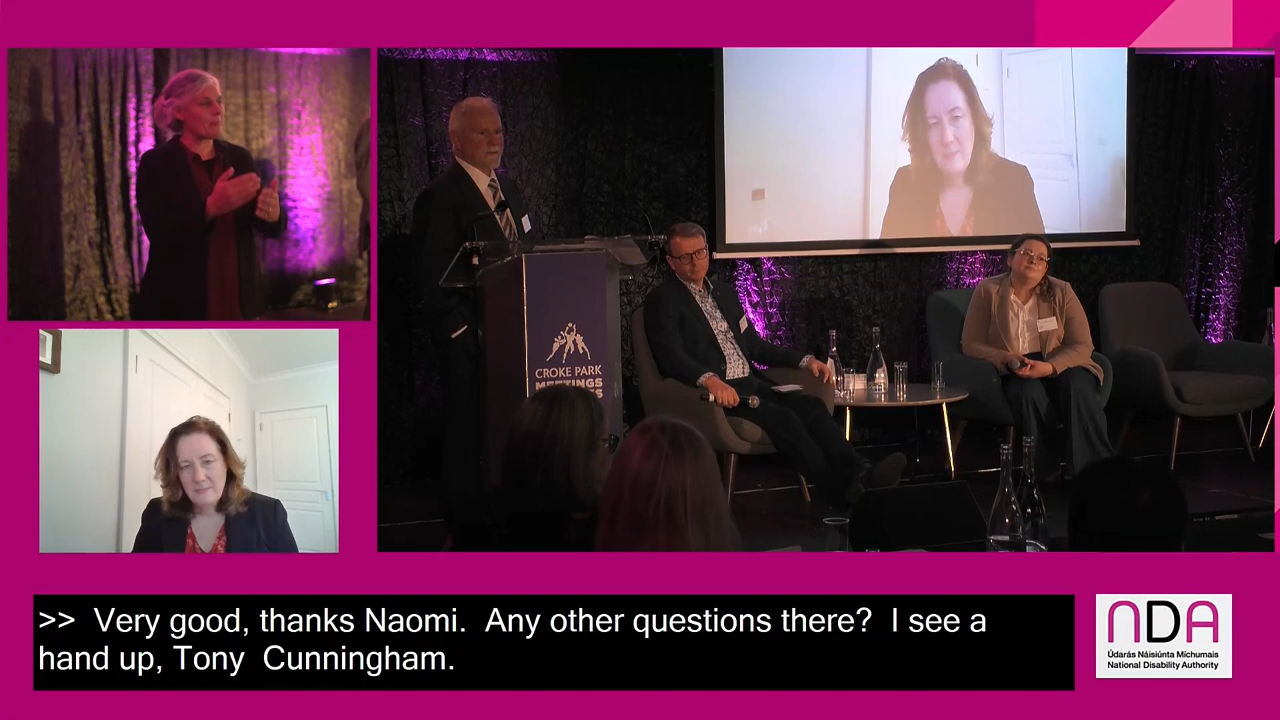 CROKE PARK
MEETINGS
>>  Very good, thanks Naomi.  Any other questions there?  I see a
hand up, Tony  Cunningham.
NDA
Údarás Náisiúnta Míchumais
National Disability Authority